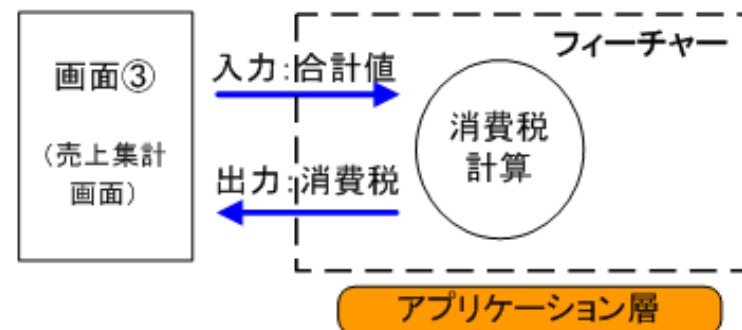 画面③
(売上集計
画面)
入力:合計値
出力:消費税
フィーチャー
消費税
計算
アプリケーション層